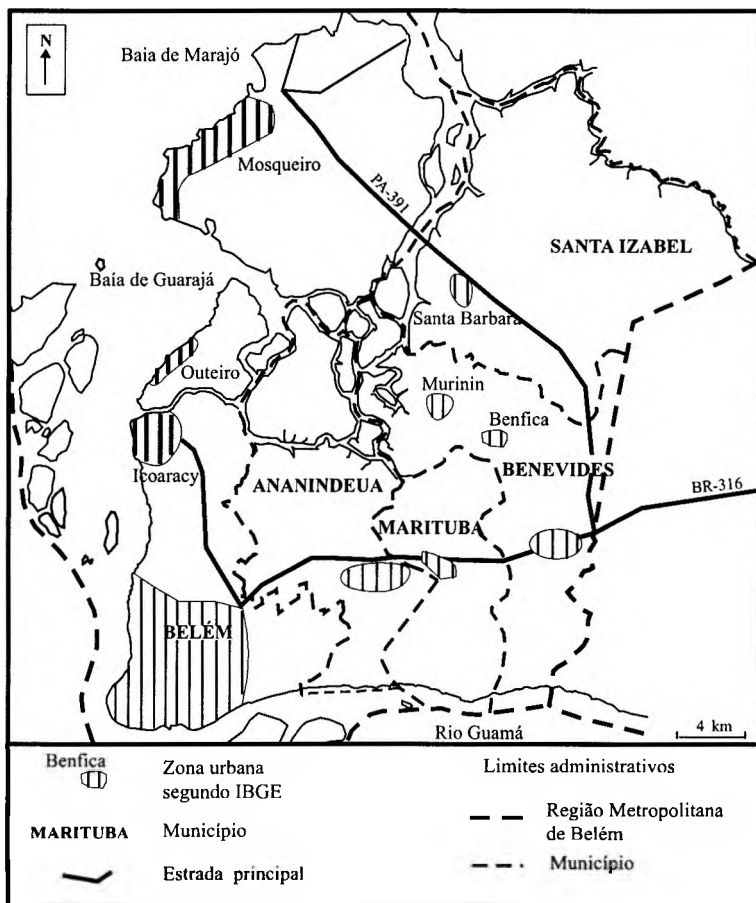 N
Baia de Marajó
Mosqueiro
PA-391
SANTA IZABEL
Baía de Guarajá
Santa Barbara
Outeiro
Murinin
Benfica
Icoaracy
ANANINDEUA
BENEVIDES
BR-316
MARITUBA
BELÉM
Rio Guamá
4 km
Benfica
Zona urbana
segundo IBGE
MARITUBA
Município
Estrada principal
Limites administrativos
Região Metropolitana
de Belém
Município